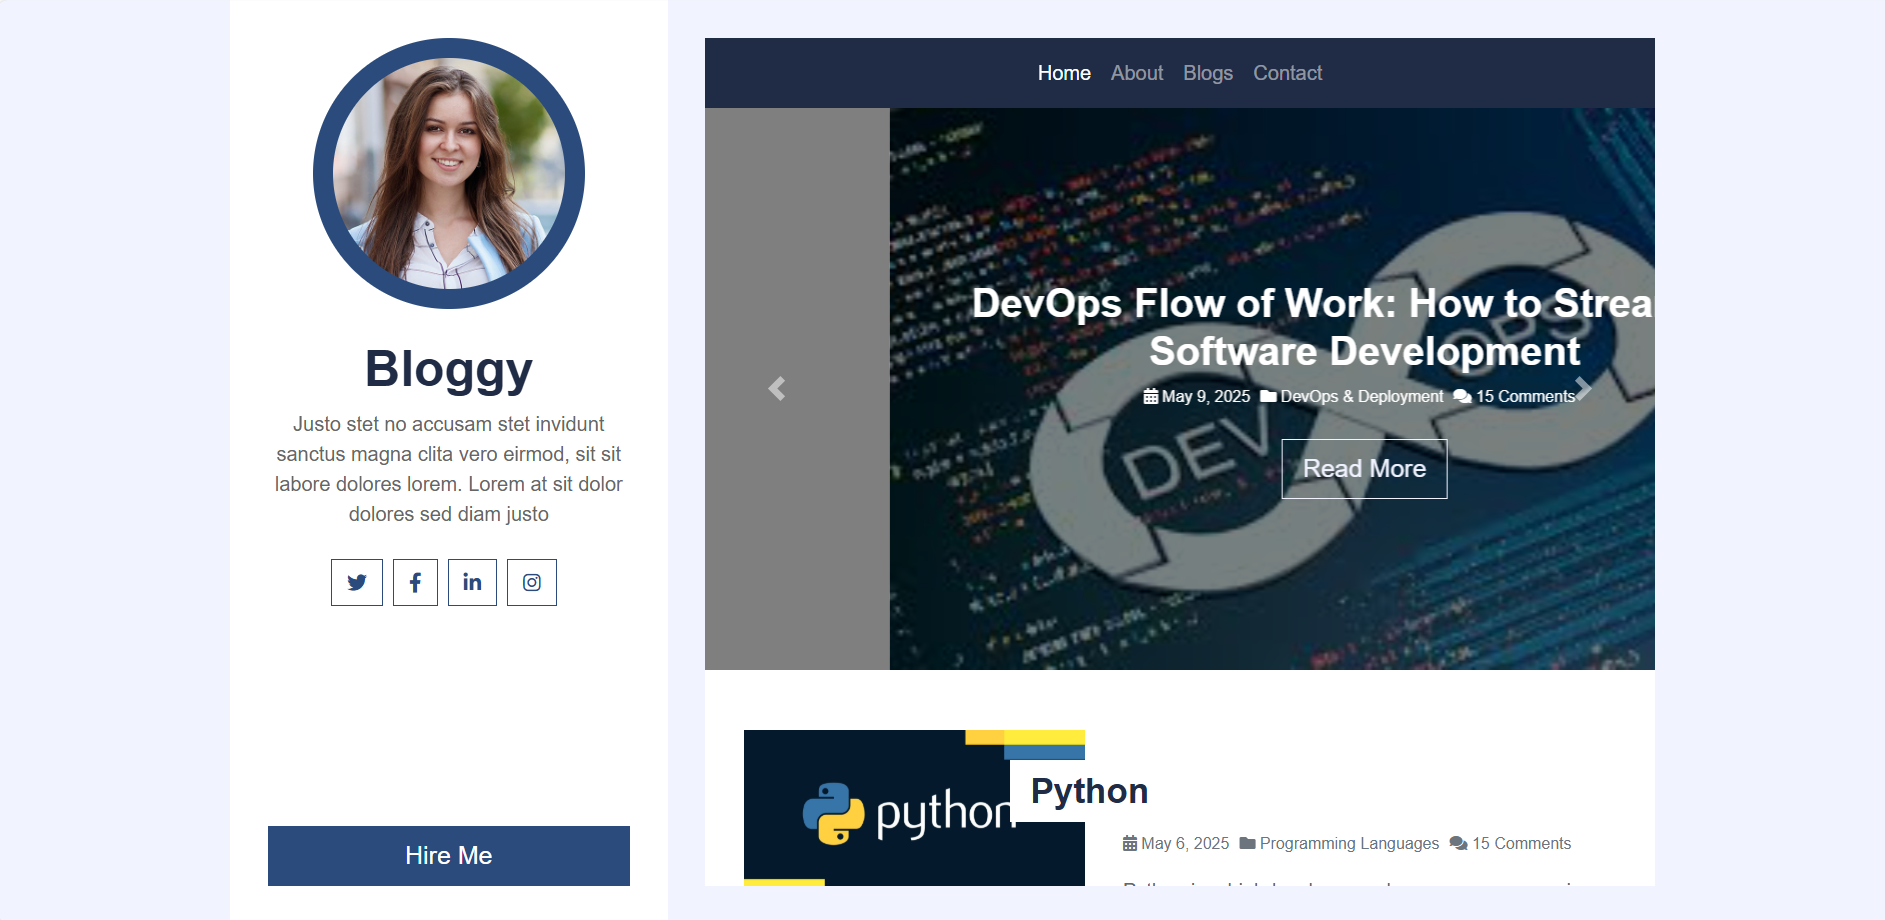 Bloggy
Justo stet no accusam stet invidunt
sanctus magna clita vero eirmod, sit sit
labore dolores lorem. Lorem at sit dolor
dolores sed diam justo
Hire Me
Home About Blogs Contact
DevOps Flow of Work: How to
Software Development
May 9, 2025 DevOps & Deployment 15 Comments
Read More
DEV
OPS
python
Python
May 6, 2025 Programming Languages 15 Comments